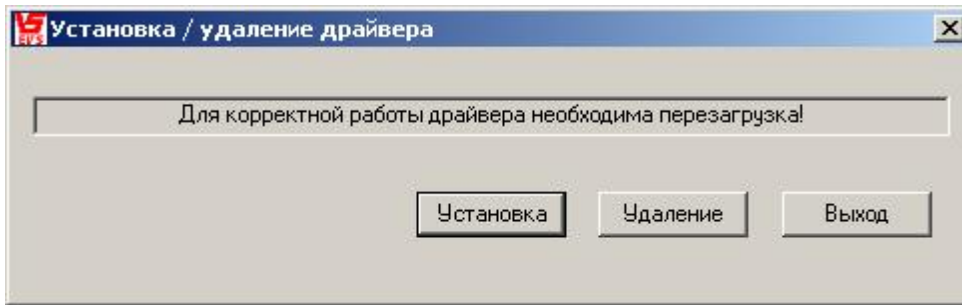 Установка / удаление драйвера
Для корректной работы драйвера необходима перезагрузка!
Установка Удаление Выход